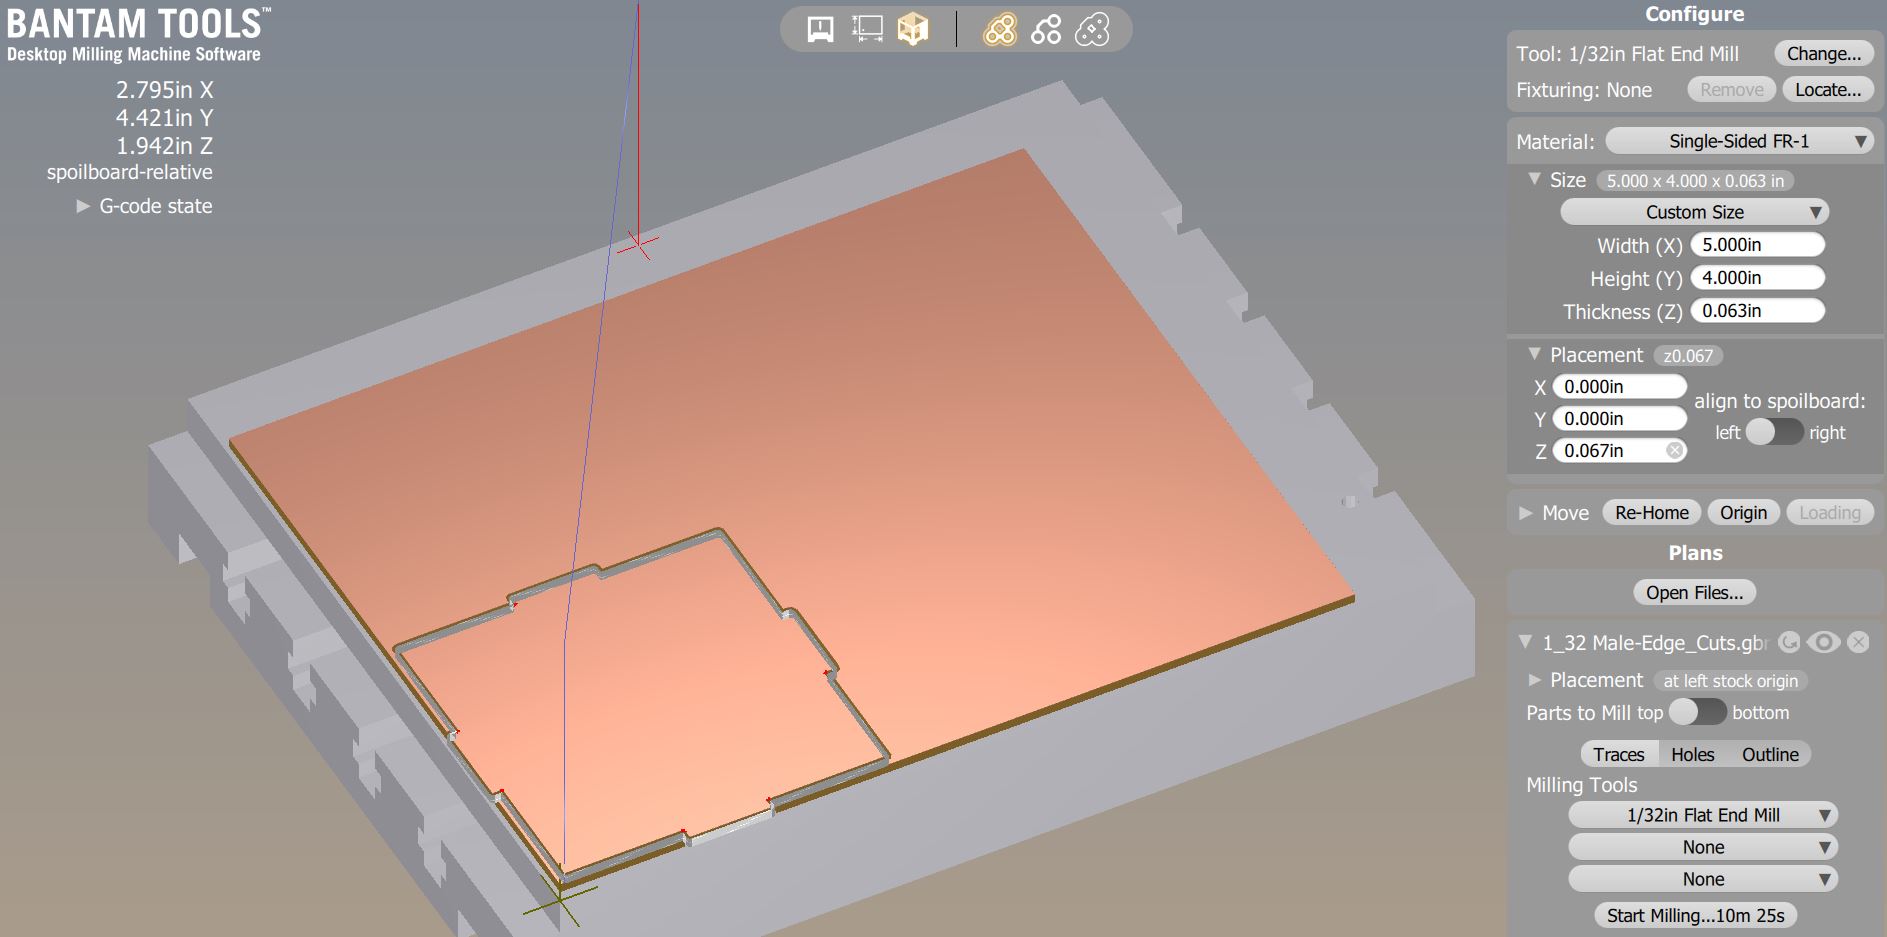 BANTAM TOOLS™
Desktop Milling Machine Software
2.795in X
4.421in Y
1.942in Z
spoilboard-relative
G-code state
Configure
Tool: 1/32in Flat End Mill Change...
Fixturing: None Remove Locate...
Material: Single-Sided FR-1
Size 5.000 x 4.000 x 0.063 in
Custom Size
Width (X) 5.000in
Height (Y) 4.000in
Thickness (Z) 0.063in
Placement z0.067
X 0.000in
align to spoilboard:
Y 0.000in
left right
Z 0.067in
Move Re-Home Origin Loading
Plans
Open Files...
1_32 Male-Edge_Cuts.gbr
Placement at left stock origin
Parts to Mill top bottom
Traces Holes Outline
Milling Tools
1/32in Flat End Mill
None
None
Start Milling...10m 25s